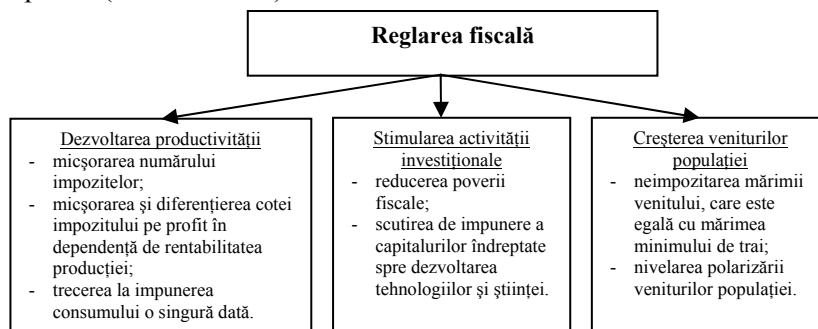 Reglarea fiscală
Dezvoltarea productivităţii
- micşorarea numărului
impozitelor;
- micşorarea şi diferenţierea cotei
impozitului pe profit în
dependenţă de rentabilitatea
producţiei;
- trecerea la impunerea
consumului o singură dată.
Stimularea activităţii
investiţionale
- reducerea poverii
fiscale;
- scutirea de impunere a
capitalurilor îndreptate
spre dezvoltarea
tehnologiilor şi ştiinţei.
Creşterea veniturilor
populaţiei
- neimpozitarea mărimii
venitului, care este
egală cu mărimea
minimului de trai;
- nivelarea polarizării
veniturilor populaţiei.